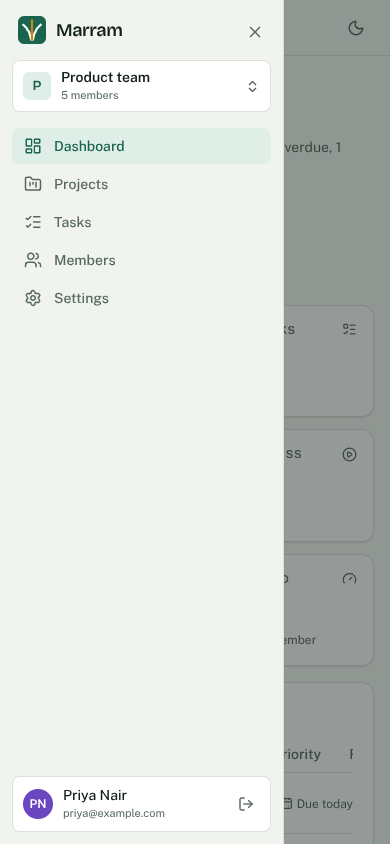 Marram
P
Product team
5 members
Dashboard
Projects
Tasks
Members
Settings
verdue, 1
ks
ss
ember
riority
Due today
PN
Priya Nair
priya@example.com